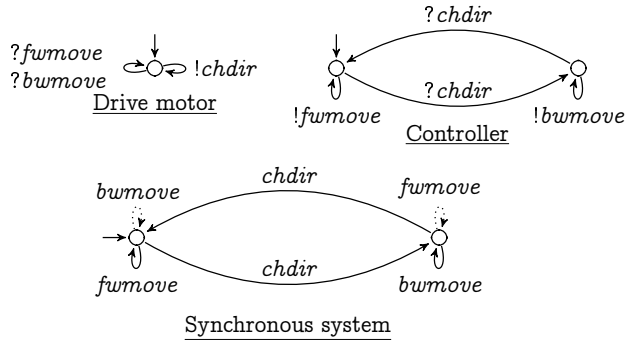 ?chdir
?fwmove
?bwmove
!chdir
Drive motor
?chdir
!fwmove
!bwmove
Controller
chdir
bwmove
fwmove
chdir
fwmove
bwmove
Synchronous system